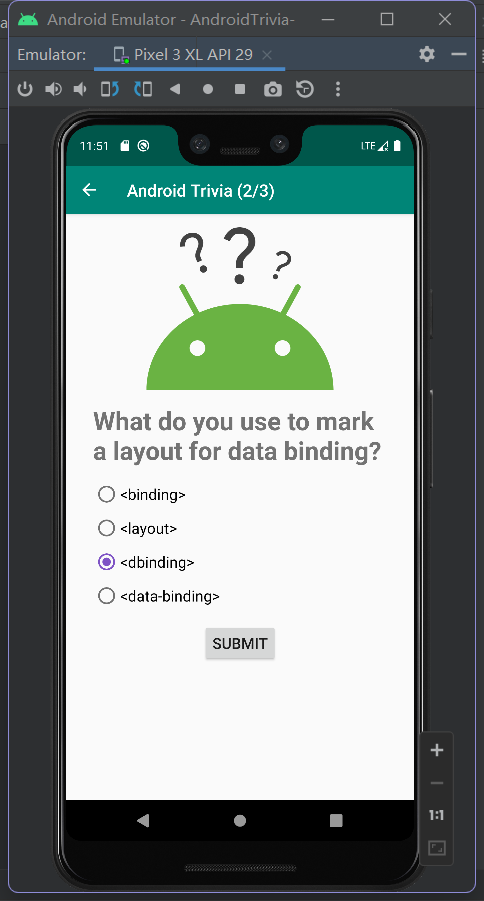 Android Emulator - AndroidTrivia-
Emulator: Pixel 3 XL API 29
11:51 LTE
Android Trivia (2/3)
? ? ?
What do you use to mark
a layout for data binding?
<binding>
<layout>
<dbinding>
<data-binding>
SUBMIT
1:1